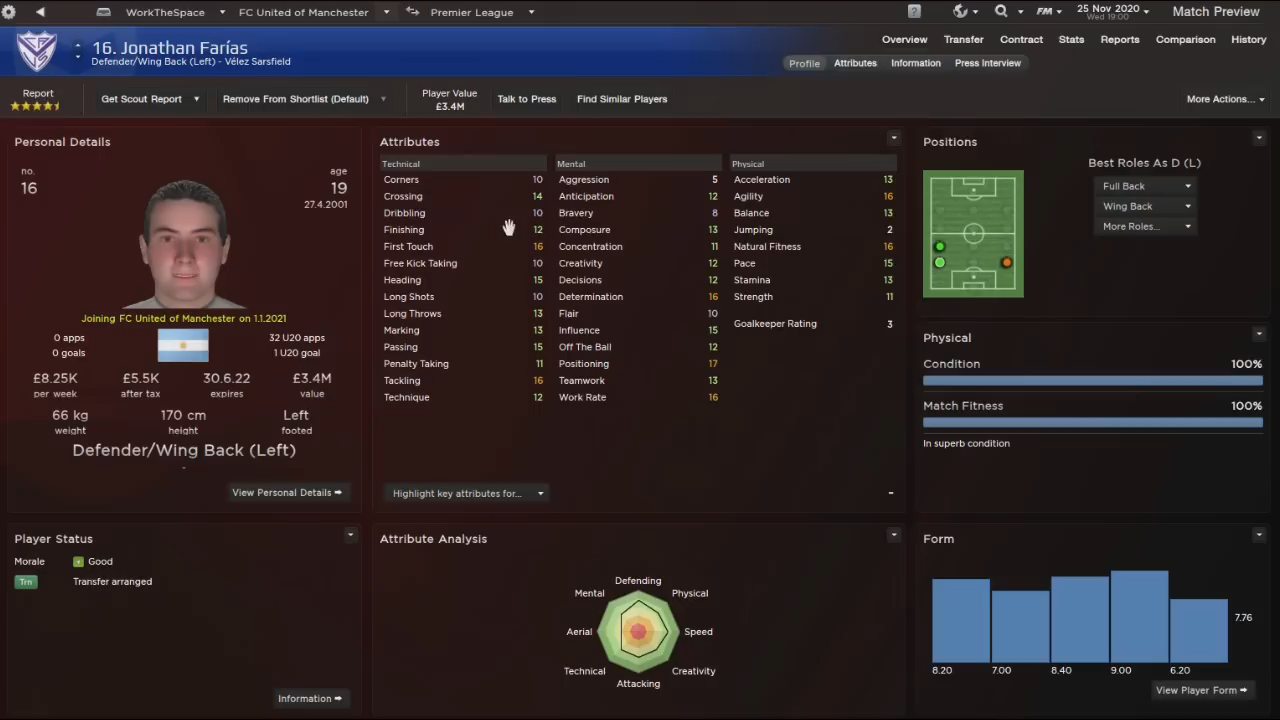 WorkTheSpace FC United of Manchester Premier League ? FM 25 Nov 2020 Match Preview
Wed 19:00
16. Jonathan Farías
Defender/Wing Back (Left) - Vélez Sarsfield
Overview Transfer Contract Stats Reports Comparison History
Profile Attributes Information Press Interview
Report Get Scout Report Remove From Shortlist (Default) Player Value Talk to Press Find Similar Players More Actions...
£3.4M
Personal Details
no. age
16 19
27.4.2001
Joining FC United of Manchester on 1.1.2021
0 apps 32 U20 apps
0 goals 1 U20 goal
£8.25K £5.5K 30.6.22 £3.4M
per week after tax expires value
66 kg 170 cm Left
weight height footed
Defender/Wing Back (Left)
View Personal Details
Attributes
Technical Mental Physical
Corners 10 Aggression 5 Acceleration 13
Crossing 14 Anticipation 12 Agility 16
Dribbling 10 Bravery 8 Balance 13
Finishing 12 Composure 13 Jumping 2
First Touch 16 Concentration 11 Natural Fitness 16
Free Kick Taking 10 Creativity 12 Pace 15
Heading 15 Decisions 12 Stamina 13
Long Shots 10 Determination 16 Strength 11
Long Throws 13 Flair 10
Goalkeeper Rating 3
Marking 13 Influence 15
Passing 15 Off The Ball 12
Penalty Taking 11 Positioning 17
Tackling 16 Teamwork 13
Technique 12 Work Rate 16
Highlight key attributes for... -
Positions
Best Roles As D (L)
Full Back
Wing Back
More Roles...
Physical
Condition 100%
Match Fitness 100%
In superb condition
Player Status
Morale Good
Trn Transfer arranged
Information
Attribute Analysis
Defending
Mental Physical
Aerial Speed
Technical Creativity
Attacking
Form
7.76
8.20 7.00 8.40 9.00 6.20
View Player Form